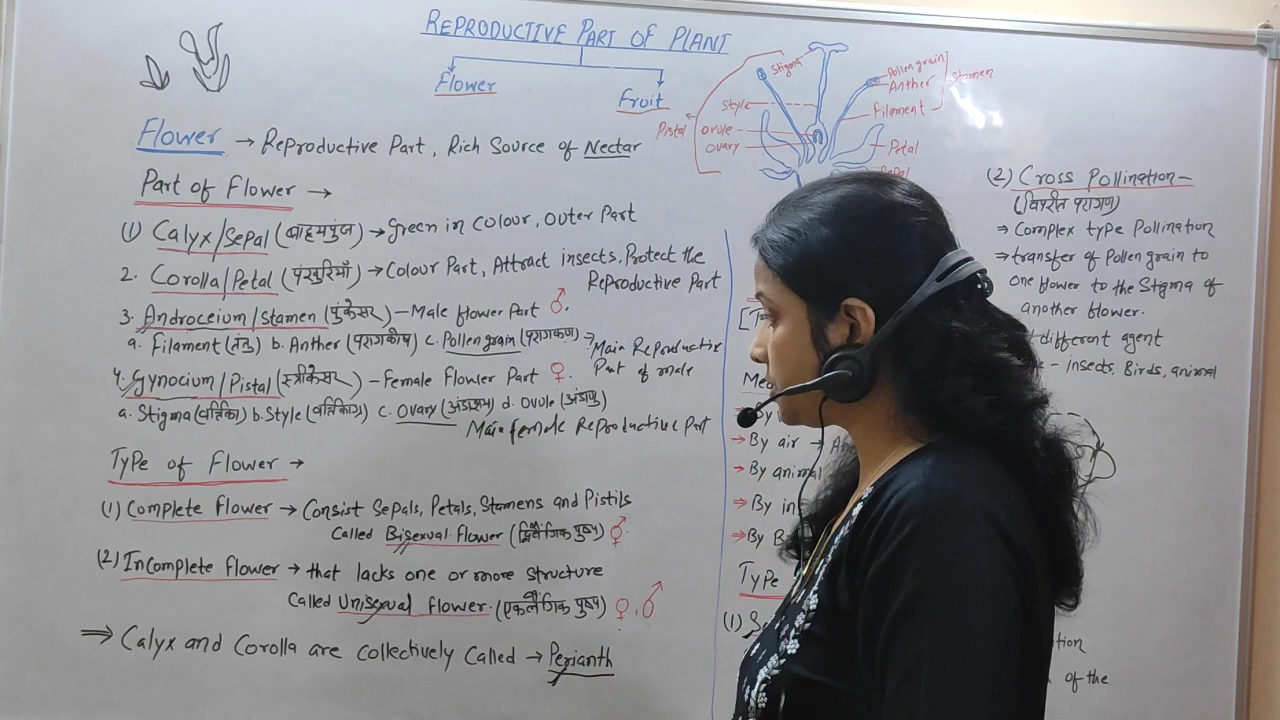 REPRODUCTIVE PART OF PLANT
Flower
Fruit
Flower → Reproductive Part, Rich Source of Nectar
Part of Flower →
(1) Calyx/Sepal (बाह्यपुंज) → Green in Colour, Outer Part
2. Corolla/Petal (पंखुरियाँ) → Colour Part, Attract insects, Protect the
Reproductive Part
3. Androceium/Stamen (पुंकेसर) – Male flower Part ♂.
a. Filament (तंतु) b. Anther (परागकोष) c. Pollen grain (परागकण) →
Main Reproductive
Part of male
4. Gynocium/Pistal (स्त्रीकेसर) – Female Flower Part ♀.
a. Stigma (वर्तिका) b. Style c. Ovary (अंडाशय) d. Ovule (अंडाणु)
Main female Reproductive Part
Type of Flower →
(1) Complete flower → Consist Sepals, Petals, Stamens and Pistils
Called Bisexual flower (द्विलैंगिक पुष्प) ⚥.
(2) Incomplete flower → that lacks one or more structure
Called Unisexual flower. (एकलैंगिक पुष्प) ♀, ♂
⇒ Calyx and Corolla are collectively Called → Perianth
Stigma
Style
Pistal
Ovule
Ovary
Pollen grain
Anther
Stamen
Filament
Petal
[T
Me
→ By
→ By air →
→ By animal
→ By in
→ By B
Type
(1) Se
(2) Cross Pollination –
(विपरीत परागण)
⇒ Complex type Pollination
⇒ transfer of Pollen grain to
one flower to the Stigma of
another flower.
different agent
– insects, Birds, animal
tion
of the